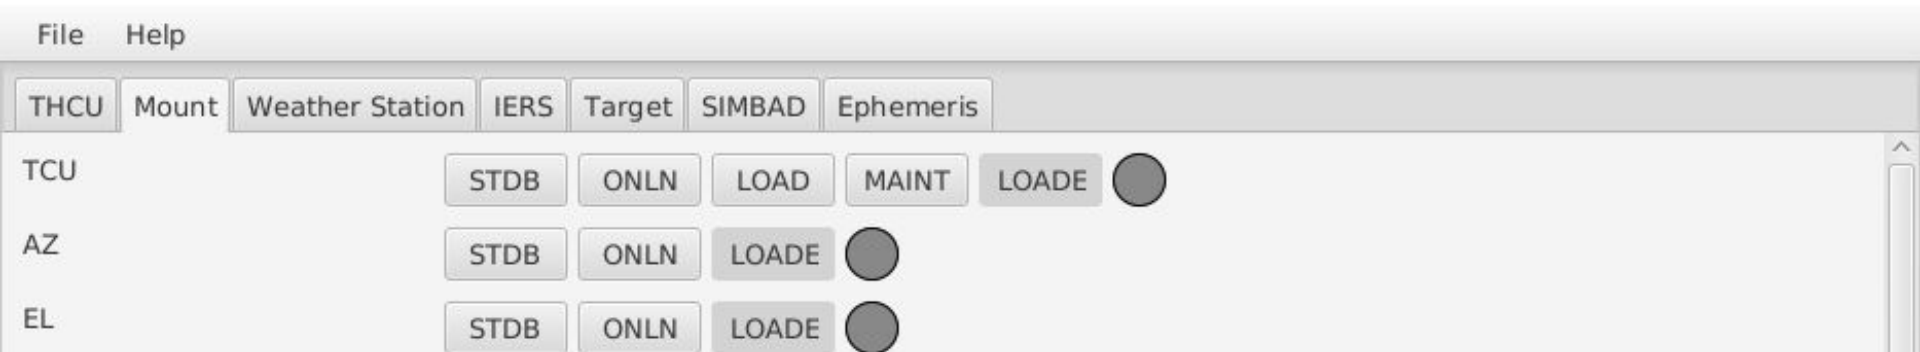 File Help
THCU Mount Weather Station IERS Target SIMBAD Ephemeris
TCU STDB ONLN LOAD MAINT LOADE
AZ STDB ONLN LOADE
EL STDB ONLN LOADE